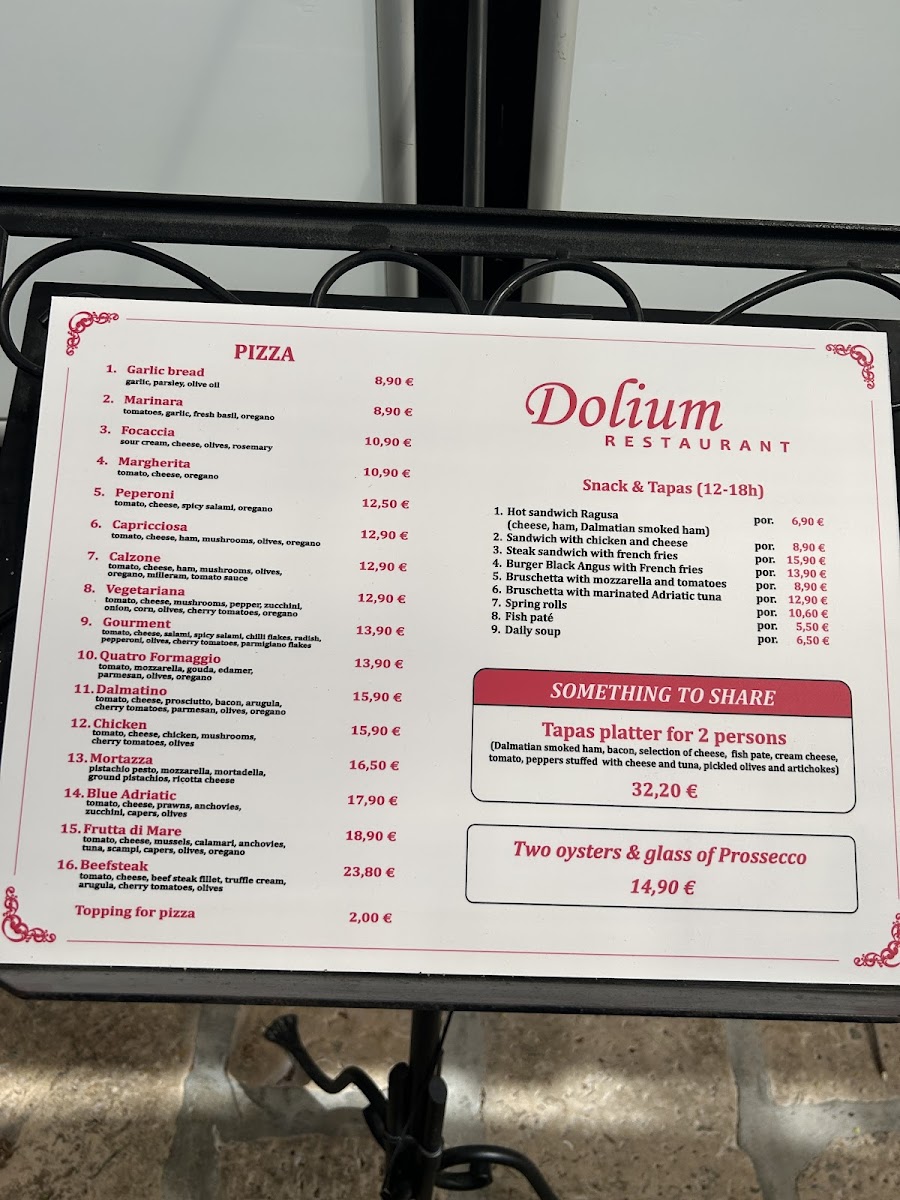 PIZZA
1. Garlic bread 8,90 €
garlic, parsley, olive oil
2. Marinara 8,90 €
tomatoes, garlic, fresh basil, oregano
3. Focaccia 10,90 €
sour cream, cheese, olives, rosemary
4. Margherita 10,90 €
tomato, cheese, oregano
5. Peperoni 12,50 €
tomato, cheese, spicy salami, oregano
6. Capricciosa 12,90 €
tomato, cheese, ham, mushrooms, olives, oregano
7. Calzone 12,90 €
tomato, cheese, ham, mushrooms, olives,
oregano, milleram, tomato sauce
8. Vegetariana 12,90 €
tomato, cheese, mushrooms, pepper, zucchini,
onion, corn, olives, cherry tomatoes, oregano
9. Gourment 13,90 €
tomato, cheese, salami, spicy salami, chilli flakes, radish,
pepperoni, olives, cherry tomatoes, parmigiano flakes
10. Quatro Formaggio 13,90 €
tomato, mozzarella, gouda, edamer,
parmesan, olives, oregano
11. Dalmatino 15,90 €
tomato, cheese, prosciutto, bacon, arugula,
cherry tomatoes, parmesan, olives, oregano
12. Chicken 15,90 €
tomato, cheese, chicken, mushrooms,
cherry tomatoes, olives
13. Mortazza 16,50 €
pistachio pesto, mozzarella, mortadella,
ground pistachios, ricotta cheese
14. Blue Adriatic 17,90 €
tomato, cheese, prawns, anchovies,
zucchini, capers, olives
15. Frutta di Mare 18,90 €
tomato, cheese, mussels, calamari, anchovies,
tuna, scampi, capers, olives, oregano
16. Beefsteak 23,80 €
tomato, cheese, beef steak fillet, truffle cream,
arugula, cherry tomatoes, olives
Topping for pizza 2,00 €
Dolium
RESTAURANT
Snack & Tapas (12-18h)
1. Hot sandwich Ragusa por. 6,90 €
(cheese, ham, Dalmatian smoked ham)
2. Sandwich with chicken and cheese por. 8,90 €
3. Steak sandwich with french fries por. 15,90 €
4. Burger Black Angus with French fries por. 13,90 €
5. Bruschetta with mozzarella and tomatoes por. 8,90 €
6. Bruschetta with marinated Adriatic tuna por. 12,90 €
7. Spring rolls por. 10,60 €
8. Fish paté por. 5,50 €
9. Daily soup por. 6,50 €
SOMETHING TO SHARE
Tapas platter for 2 persons
(Dalmatian smoked ham, bacon, selection of cheese, fish pate, cream cheese,
tomato, peppers stuffed with cheese and tuna, pickled olives and artichokes)
32,20 €
Two oysters & glass of Prossecco
14,90 €